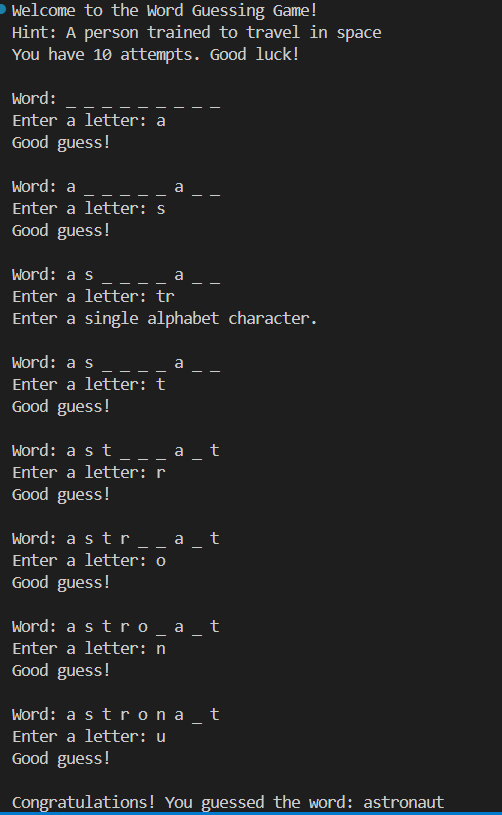 Welcome to the Word Guessing Game!
Hint: A person trained to travel in space
You have 10 attempts. Good luck!
Word: _ _ _ _ _ _ _ _ _
Enter a letter: a
Good guess!
Word: a _ _ _ _ _ a _ _
Enter a letter: s
Good guess!
Word: a s _ _ _ _ a _ _
Enter a letter: tr
Enter a single alphabet character.
Word: a s _ _ _ _ a _ _
Enter a letter: t
Good guess!
Word: a s t _ _ _ a _ t
Enter a letter: r
Good guess!
Word: a s t r _ _ a _ t
Enter a letter: o
Good guess!
Word: a s t r o _ a _ t
Enter a letter: n
Good guess!
Word: a s t r o n a _ t
Enter a letter: u
Good guess!
Congratulations! You guessed the word: astronaut